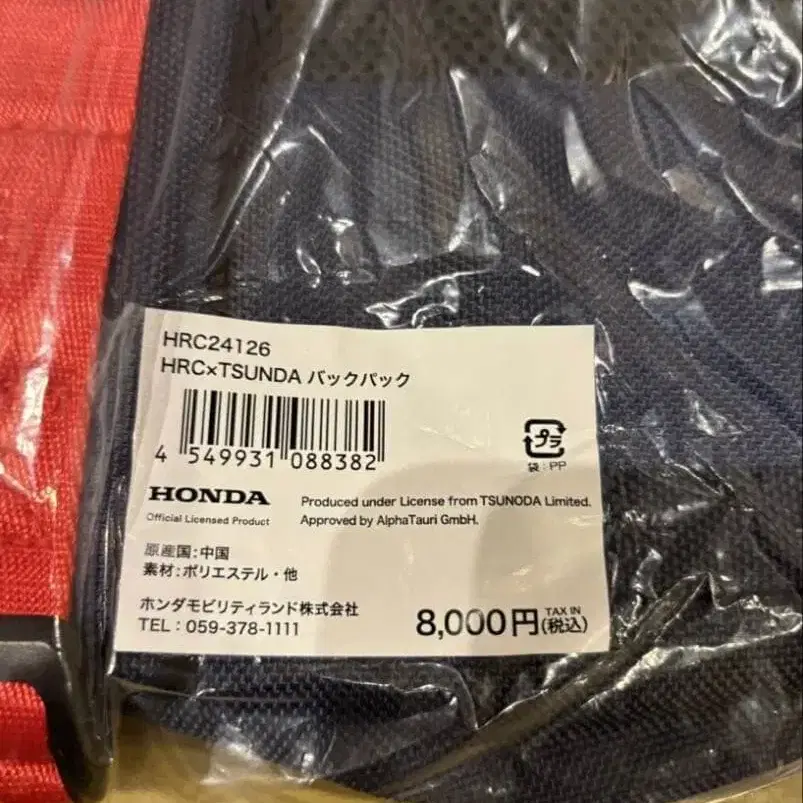 HRC24126
HRC×TSUNDA バックパック
4 549931 088382
プラ
袋:PP
HONDA
Official Licensed Product
Produced under License from TSUNODA Limited.
Approved by AlphaTauri GmbH.
原産国:中国
素材:ポリエステル・他
ホンダモビリティランド株式会社
TEL:059-378-1111
8,000円 TAX IN (税込)